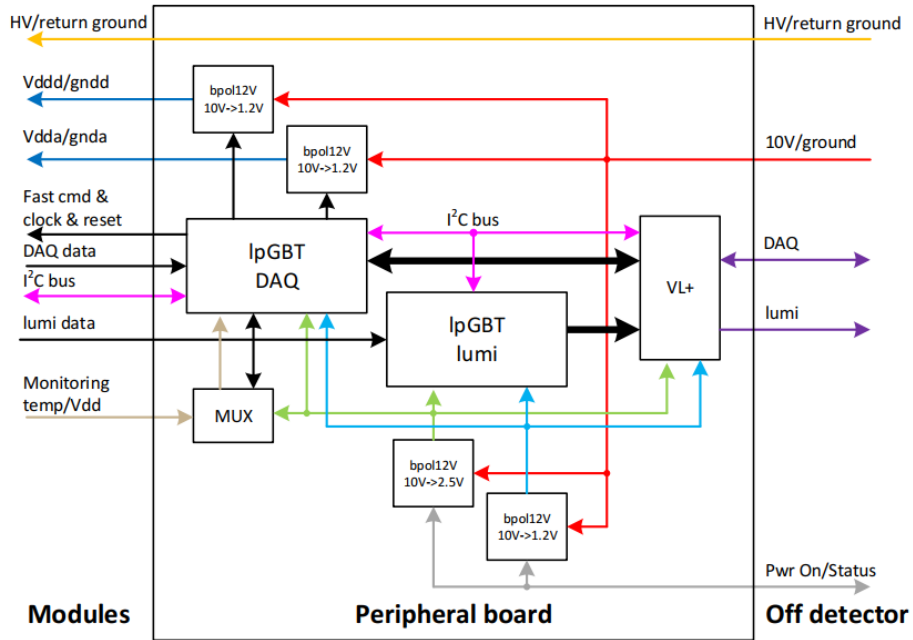 HV/return ground
HV/return ground
Vddd/gndd
bpol12V
10V->1.2V
Vdda/gnda
bpol12V
10V->1.2V
10V/ground
Fast cmd &
clock & reset
DAQ data
I²C bus
lpGBT
DAQ
I²C bus
VL+
DAQ
lumi data
lpGBT
lumi
lumi
Monitoring
temp/Vdd
MUX
bpol12V
10V->2.5V
bpol12V
10V->1.2V
Pwr On/Status
Modules
Peripheral board
Off detector